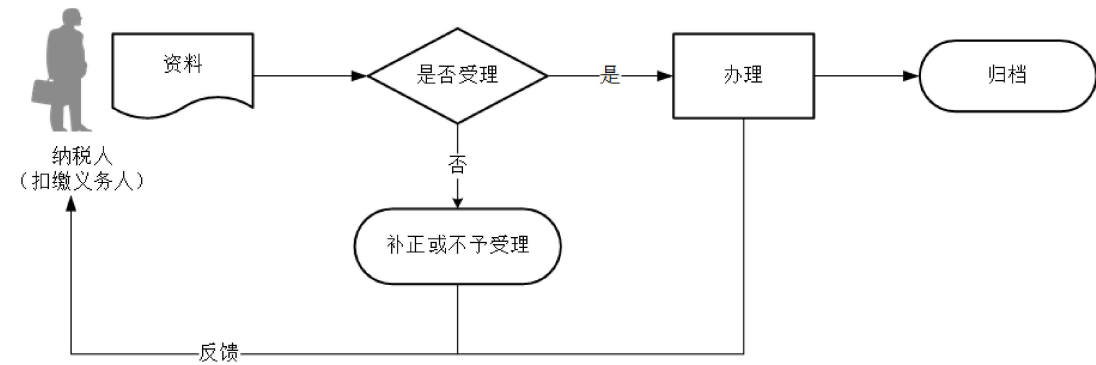 资料
是否受理
是
办理
归档
纳税人
（扣缴义务人）
否
补正或不予受理
反馈